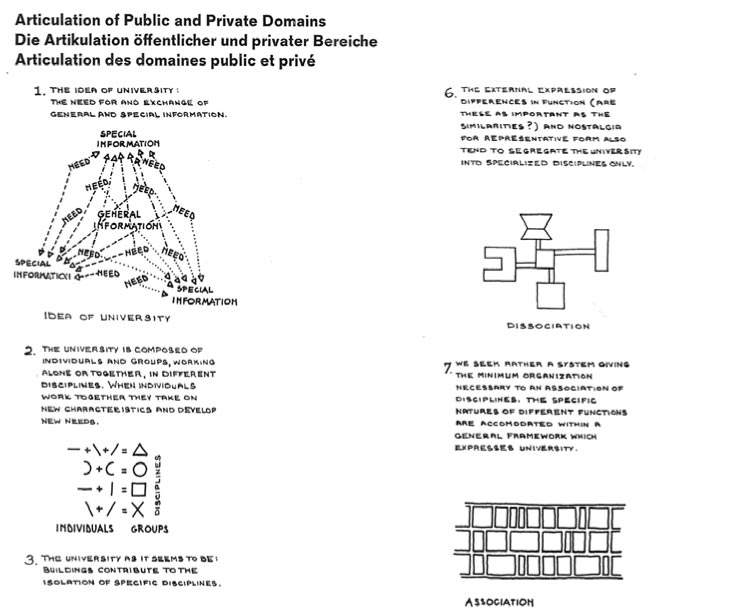 Articulation of Public and Private Domains
Die Artikulation öffentlicher und privater Bereiche
Articulation des domaines public et privé
1. THE IDEA OF UNIVERSITY:
THE NEED FOR AND EXCHANGE OF
GENERAL AND SPECIAL INFORMATION.
SPECIAL
INFORMATION
NEED
NEED
NEED
NEED
NEED
NEED
GENERAL
INFORMATION
NEED
NEED
NEED
SPECIAL
INFORMATION
NEED
NEED
SPECIAL
INFORMATION
IDEA OF UNIVERSITY
2. THE UNIVERSITY IS COMPOSED OF
INDIVIDUALS AND GROUPS, WORKING
ALONE OR TOGETHER, IN DIFFERENT
DISCIPLINES. WHEN INDIVIDUALS
WORK TOGETHER THEY TAKE ON
NEW CHARACTERISTICS AND DEVELOP
NEW NEEDS.
— + \ + / = △
) + ( = ○
— + | = □
\ + / = X
DISCIPLINES
INDIVIDUALS GROUPS
3. THE UNIVERSITY AS IT SEEMS TO BE:
BUILDINGS CONTRIBUTE TO THE
ISOLATION OF SPECIFIC DISCIPLINES.
6. THE EXTERNAL EXPRESSION OF
DIFFERENCES IN FUNCTION (ARE
THESE AS IMPORTANT AS THE
SIMILARITIES?) AND NOSTALGIA
FOR REPRESENTATIVE FORM ALSO
TEND TO SEGREGATE THE UNIVERSITY
INTO SPECIALIZED DISCIPLINES ONLY.
DISSOCIATION
7. WE SEEK RATHER A SYSTEM GIVING
THE MINIMUM ORGANIZATION
NECESSARY TO AN ASSOCIATION OF
DISCIPLINES. THE SPECIFIC
NATURES OF DIFFERENT FUNCTIONS
ARE ACCOMODATED WITHIN A
GENERAL FRAMEWORK WHICH
EXPRESSES UNIVERSITY.
ASSOCIATION